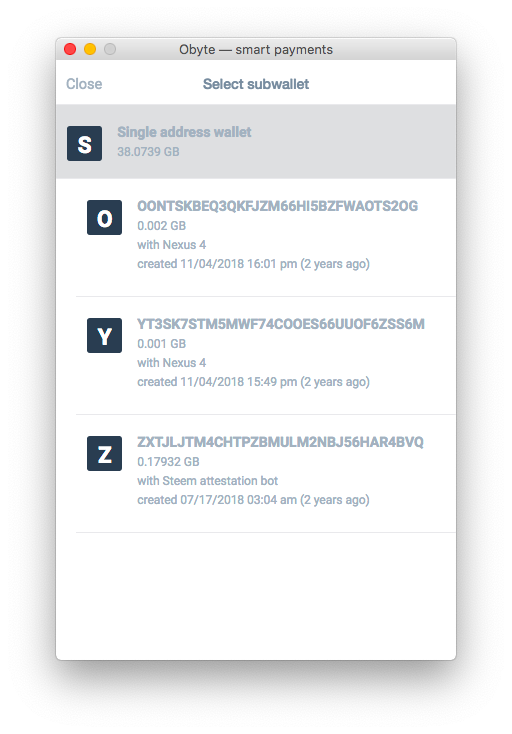 Obyte — smart payments
Close
Select subwallet
S
Single address wallet
38.0739 GB
O
OONTSKBEQ3QKFJZM66HI5BZFWAOTS2OG
0.002 GB
with Nexus 4
created 11/04/2018 16:01 pm (2 years ago)
Y
YT3SK7STM5MWF74COOES66UUOF6ZSS6M
0.001 GB
with Nexus 4
created 11/04/2018 15:49 pm (2 years ago)
Z
ZXTJLJTM4CHTPZBMULM2NBJ56HAR4BVQ
0.17932 GB
with Steem attestation bot
created 07/17/2018 03:04 am (2 years ago)